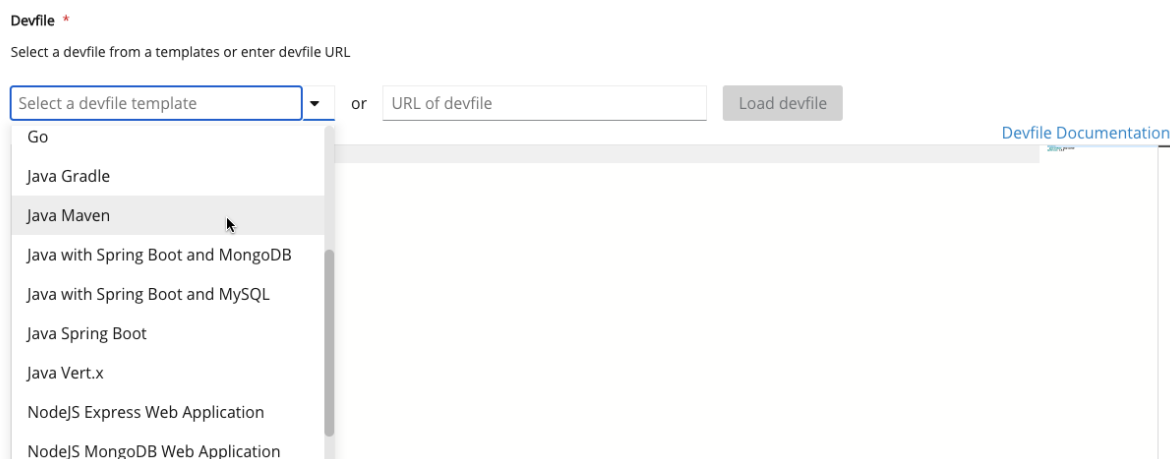 Devfile *
Select a devfile from a templates or enter devfile URL
Select a devfile template or URL of devfile Load devfile
Devfile Documentation
Go
Java Gradle
Java Maven
Java with Spring Boot and MongoDB
Java with Spring Boot and MySQL
Java Spring Boot
Java Vert.x
NodeJS Express Web Application
NodeJS MongoDB Web Application